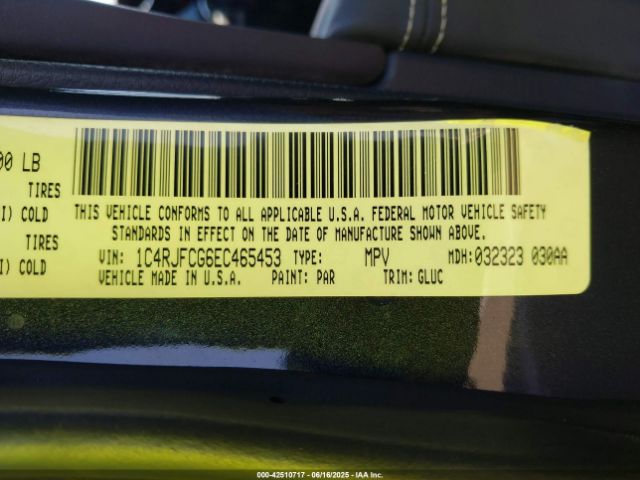 00 LB
TIRES
I) COLD
TIRES
I) COLD
THIS VEHICLE CONFORMS TO ALL APPLICABLE U.S.A. FEDERAL MOTOR VEHICLE SAFETY
STANDARDS IN EFFECT ON THE DATE OF MANUFACTURE SHOWN ABOVE.
VIN: 1C4RJFCG6EC465453 TYPE: MPV MDH: 032323 030AA
VEHICLE MADE IN U.S.A. PAINT: PAR TRIM: GLUC
000-42510717 - 06/16/2025 - IAA Inc.